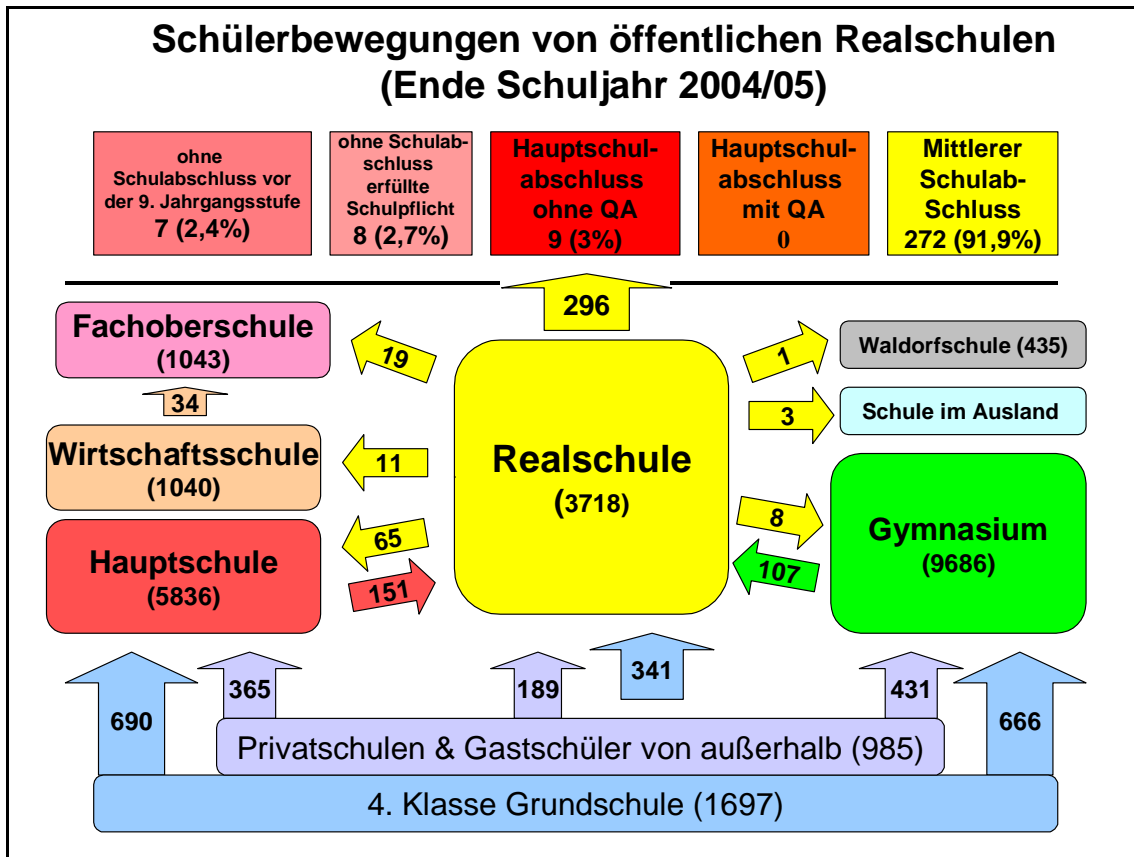 Schülerbewegungen von öffentlichen Realschulen
(Ende Schuljahr 2004/05)
ohne
Schulabschluss vor
der 9. Jahrgangsstufe
7 (2,4%)
ohne Schulab-
schluss
erfüllte
Schulpflicht
8 (2,7%)
Hauptschul-
abschluss
ohne QA
9 (3%)
Hauptschul-
abschluss
mit QA
0
Mittlerer
Schulab-
Schluss
272 (91,9%)
296
Fachoberschule
(1043)
19
1
Waldorfschule (435)
34
3
Schule im Ausland
Wirtschaftsschule
(1040)
11
Realschule
(3718)
Hauptschule
(5836)
65
151
8
107
Gymnasium
(9686)
690
365
189
341
431
666
Privatschulen & Gastschüler von außerhalb (985)
4. Klasse Grundschule (1697)